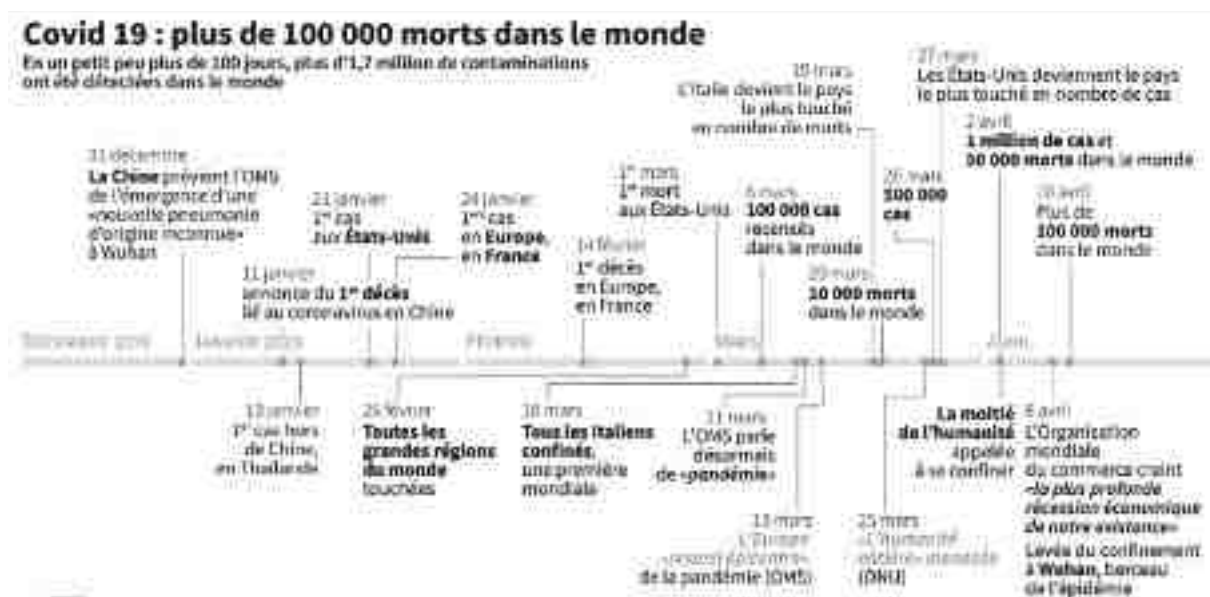 Covid 19 : plus de 100 000 morts dans le monde
En un petit peu plus de 100 jours, plus d'1,7 million de contaminations
ont été détectées dans le monde
31 décembre
La Chine prévient l'OMS
de l'émergence d'une
«nouvelle pneumonie
d'origine inconnue»
à Wuhan
11 janvier
annonce du 1er décès
lié au coronavirus en Chine
21 janvier
1er cas
aux États-Unis
24 janvier
1ers cas
en Europe,
en France
14 février
1er décès
en Europe,
en France
1er mars
1er mort
aux États-Unis
6 mars
100 000 cas
recensés
dans le monde
19 mars
L'Italie devient le pays
le plus touché
en nombre de morts
20 mars
10 000 morts
dans le monde
26 mars
500 000
cas
27 mars
Les États-Unis deviennent le pays
le plus touché en nombre de cas
2 avril
1 million de cas et
50 000 morts dans le monde
10 avril
Plus de
100 000 morts
dans le monde
Décembre 2019
Janvier 2020
Février
Mars
Avril
13 janvier
1er cas hors
de Chine,
en Thaïlande
26 février
Toutes les
grandes régions
du monde
touchées
10 mars
Tous les Italiens
confinés,
une première
mondiale
11 mars
L'OMS parle
désormais
de «pandémie»
13 mars
L'Europe
de la pandémie (OMS)
25 mars
«L'humanité
entière» menacée
(ONU)
La moitié
de l'humanité
appelée
à se confiner
8 avril
L'Organisation
mondiale
du commerce craint
«la plus profonde
récession économique
de notre existence»
Levée du confinement
à Wuhan, berceau
de l'épidémie